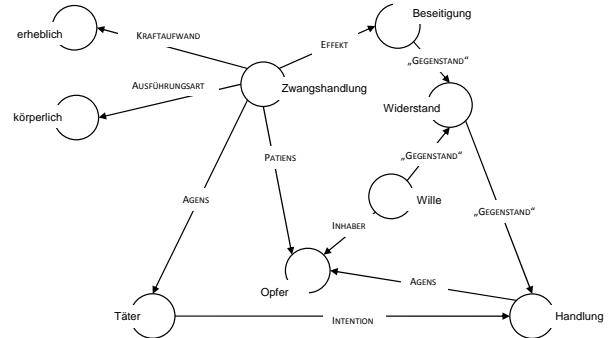 Beseitigung
erheblich
KRAFTAUFWAND
EFFEKT
„GEGENSTAND“
AUSFÜHRUNGSART
Zwangshandlung
körperlich
Widerstand
PATIENS
„GEGENSTAND“
AGENS
Wille
„GEGENSTAND“
INHABER
AGENS
Opfer
Täter
INTENTION
Handlung